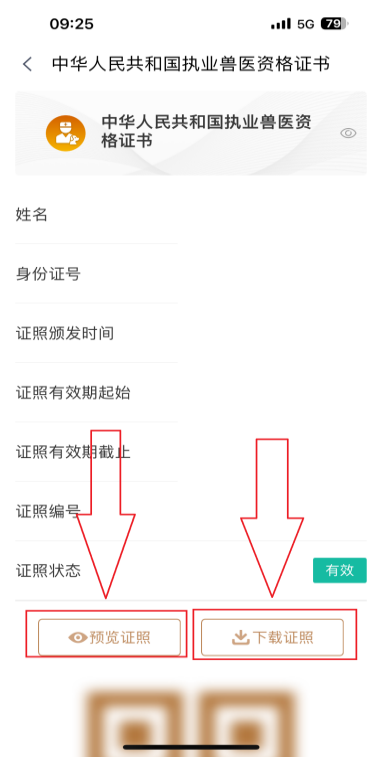 09:25 5G 79
中华人民共和国执业兽医资格证书
中华人民共和国执业兽医资
格证书
姓名
身份证号
证照颁发时间
证照有效期起始
证照有效期截止
证照编号
证照状态 有效
预览证照 下载证照